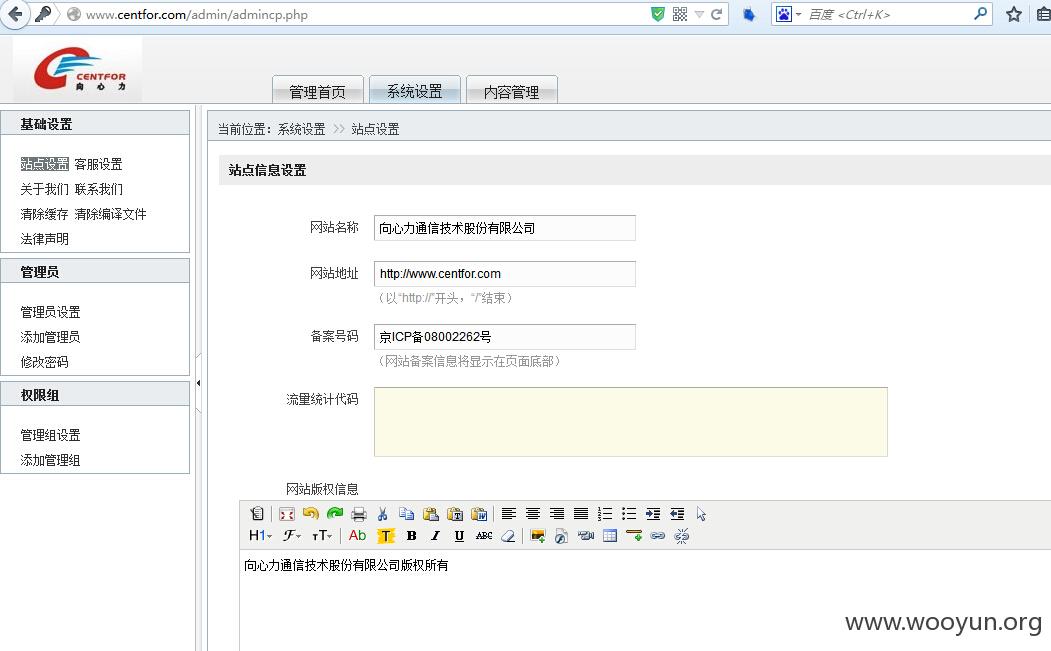 www.centfor.com/admin/admincp.php
百度 <Ctrl+K>
CENTFOR
向 心 力
管理首页 系统设置 内容管理
基础设置
站点设置 客服设置
关于我们 联系我们
清除缓存 清除编译文件
法律声明
管理员
管理员设置
添加管理员
修改密码
权限组
管理组设置
添加管理组
当前位置：系统设置 >> 站点设置
站点信息设置
网站名称 向心力通信技术股份有限公司
网站地址 http://www.centfor.com
（以“http://”开头，“/”结束）
备案号码 京ICP备08002262号
（网站备案信息将显示在页面底部）
流量统计代码
网站版权信息
H1 F TT Ab T B I U ABC
向心力通信技术股份有限公司版权所有
www.wooyun.org